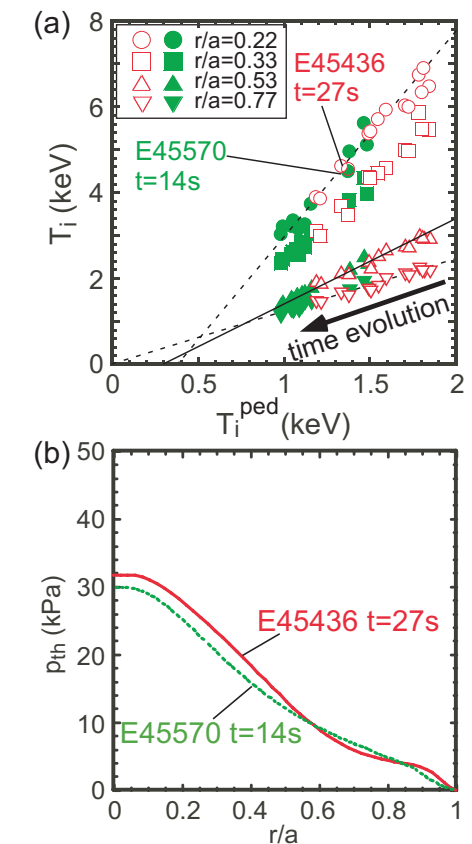 (a)
8
6
4
2
0
T_i (keV)
r/a=0.22
r/a=0.33
r/a=0.53
r/a=0.77
E45436
t=27s
E45570
t=14s
time evolution
0 0.5 1 1.5 2
T_i^ped (keV)
(b)
50
40
30
20
10
0
p_th (kPa)
E45436 t=27s
E45570 t=14s
0 0.2 0.4 0.6 0.8 1
r/a